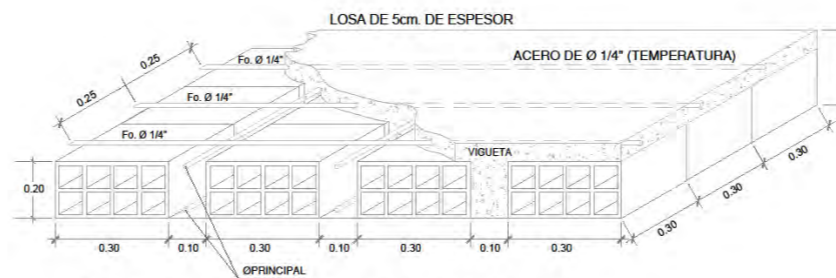 LOSA DE 5cm. DE ESPESOR
ACERO DE Ø 1/4" (TEMPERATURA)
0.25
0.25
Fo. Ø 1/4"
Fo. Ø 1/4"
Fo. Ø 1/4"
VIGUETA
0.20
0.30
0.30
0.30
0.30
0.10
0.30
0.10
0.30
0.10
0.30
ØPRINCIPAL